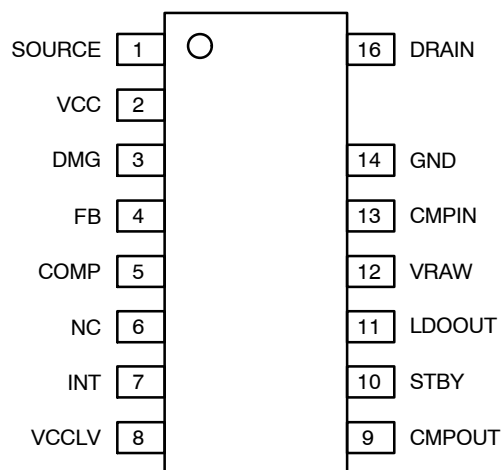 SOURCE 1 16 DRAIN
VCC 2
DMG 3 14 GND
FB 4 13 CMPIN
COMP 5 12 VRAW
NC 6 11 LDOOUT
INT 7 10 STBY
VCCLV 8 9 CMPOUT